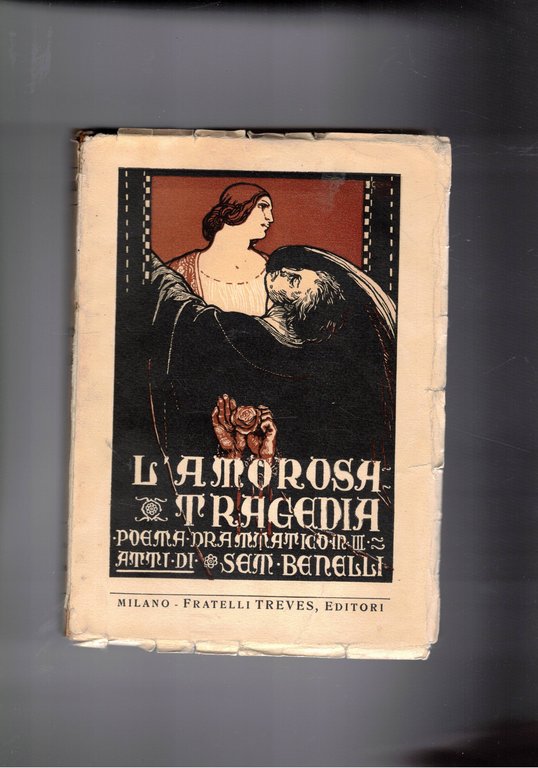 L'AMOROSA
TRAGEDIA
·POEMA·DRAMMATICO·IN·III·
ATTI·DI·SEM·BENELLI
MILANO - FRATELLI TREVES, EDITORI